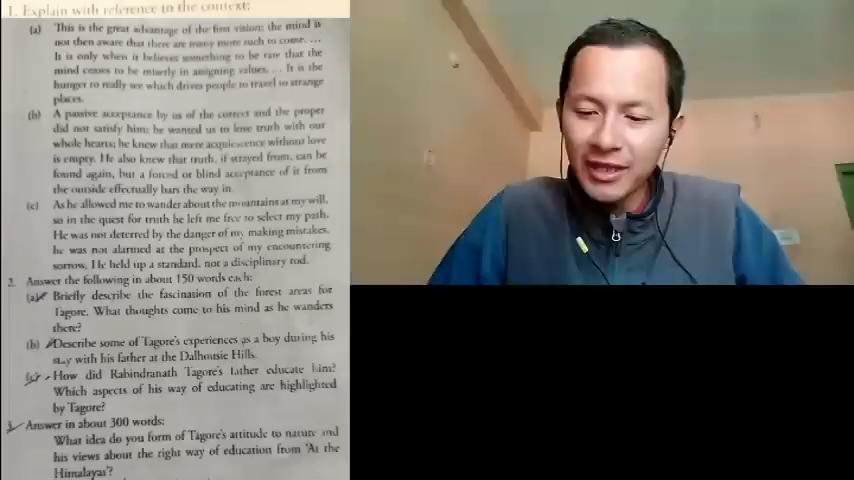 1. Explain with reference to the context:
(a) This is the great advantage of the first vision: the mind is
not then aware that there are many more such to come. ...
It is only when it believes something to be rare that the
mind ceases to be miserly in assigning values. ... It is the
hunger to really see which drives people to travel to strange
places.
(b) A passive acceptance by us of the correct and the proper
did not satisfy him; he wanted us to love truth with our
whole hearts; he knew that mere acquiescence without love
is empty. He also knew that truth, if strayed from, can be
found again, but a forced or blind acceptance of it from
the outside effectually bars the way in.
(c) As he allowed me to wander about the mountains at my will,
so in the quest for truth he left me free to select my path.
He was not deterred by the danger of my making mistakes,
he was not alarmed at the prospect of my encountering
sorrow. He held up a standard, not a disciplinary rod.
2. Answer the following in about 150 words each:
(a) Briefly describe the fascination of the forest areas for
Tagore. What thoughts come to his mind as he wanders
there?
(b) Describe some of Tagore's experiences as a boy during his
stay with his father at the Dalhousie Hills.
(c) How did Rabindranath Tagore's father educate him?
Which aspects of his way of educating are highlighted
by Tagore?
3. Answer in about 300 words:
What idea do you form of Tagore's attitude to nature and
his views about the right way of education from 'At the
Himalayas'?